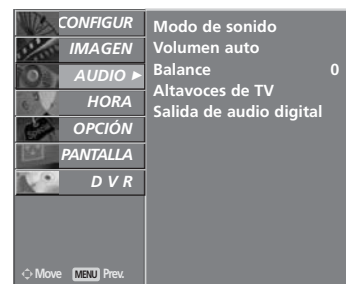 CONFIGUR
IMAGEN
AUDIO ►
HORA
OPCIÓN
PANTALLA
D V R
Modo de sonido
Volumen auto
Balance 0
Altavoces de TV
Salida de audio digital
Move MENU Prev.